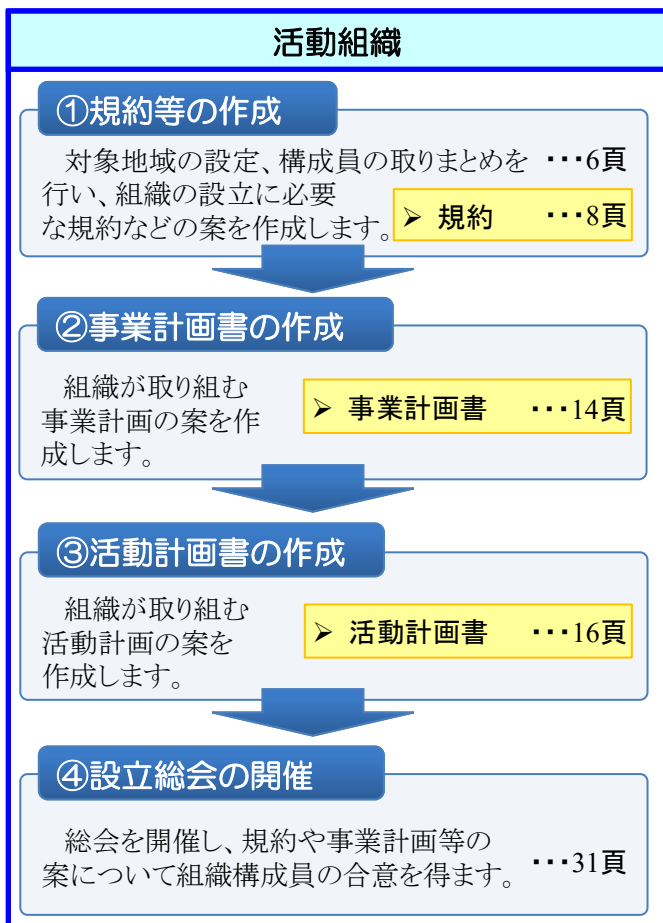 活動組織
①規約等の作成
対象地域の設定、構成員の取りまとめを ・・・6頁
行い、組織の設立に必要
な規約などの案を作成します。
➢ 規約 ・・・8頁
②事業計画書の作成
組織が取り組む
事業計画の案を作
成します。
➢ 事業計画書 ・・・14頁
③活動計画書の作成
組織が取り組む
活動計画の案を
作成します。
➢ 活動計画書 ・・・16頁
④設立総会の開催
総会を開催し、規約や事業計画等の
案について組織構成員の合意を得ます。 ・・・31頁